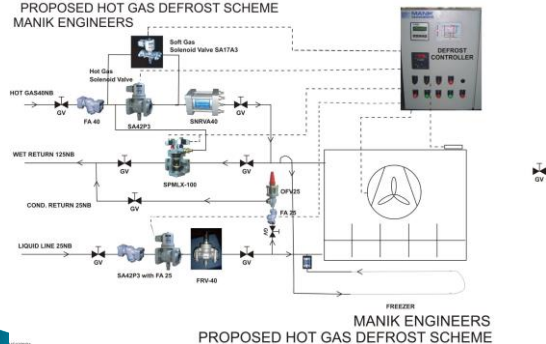 PROPOSED HOT GAS DEFROST SCHEME
MANIK ENGINEERS
MANIK
Soft Gas
Solenoid Valve SA17A3
DEFROST
CONTROLLER
Hot Gas
Solenoid Valve
HOT GAS40NB
GV
FA 40
SA42P3
SNRVA40
GV
WET RETURN 125NB
GV
SPMLX-100
GV
GV
OFV25
COND. RETURN 25NB
GV
FA 25
GV
LIQUID LINE 25NB
GV
SA42P3 with FA 25
FRV-40
GV
FREEZER
MANIK ENGINEERS
PROPOSED HOT GAS DEFROST SCHEME